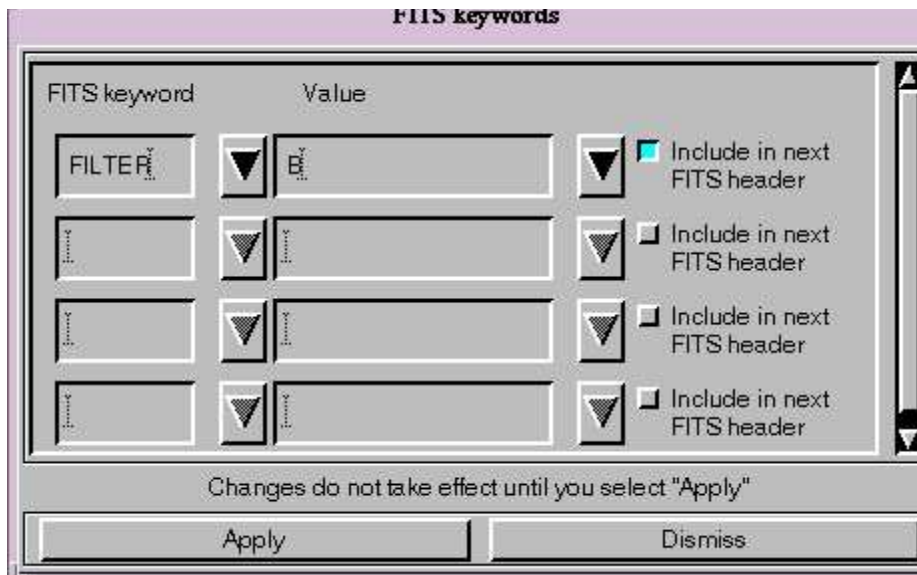 FITS keywords
FITS keyword Value
FILTER B Include in next
FITS header
Include in next
FITS header
Include in next
FITS header
Include in next
FITS header
Changes do not take effect until you select "Apply"
Apply Dismiss